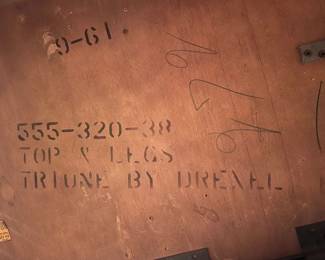 9-61.
555-320-38
TOP & LEGS
TRIUNE BY DREXEL